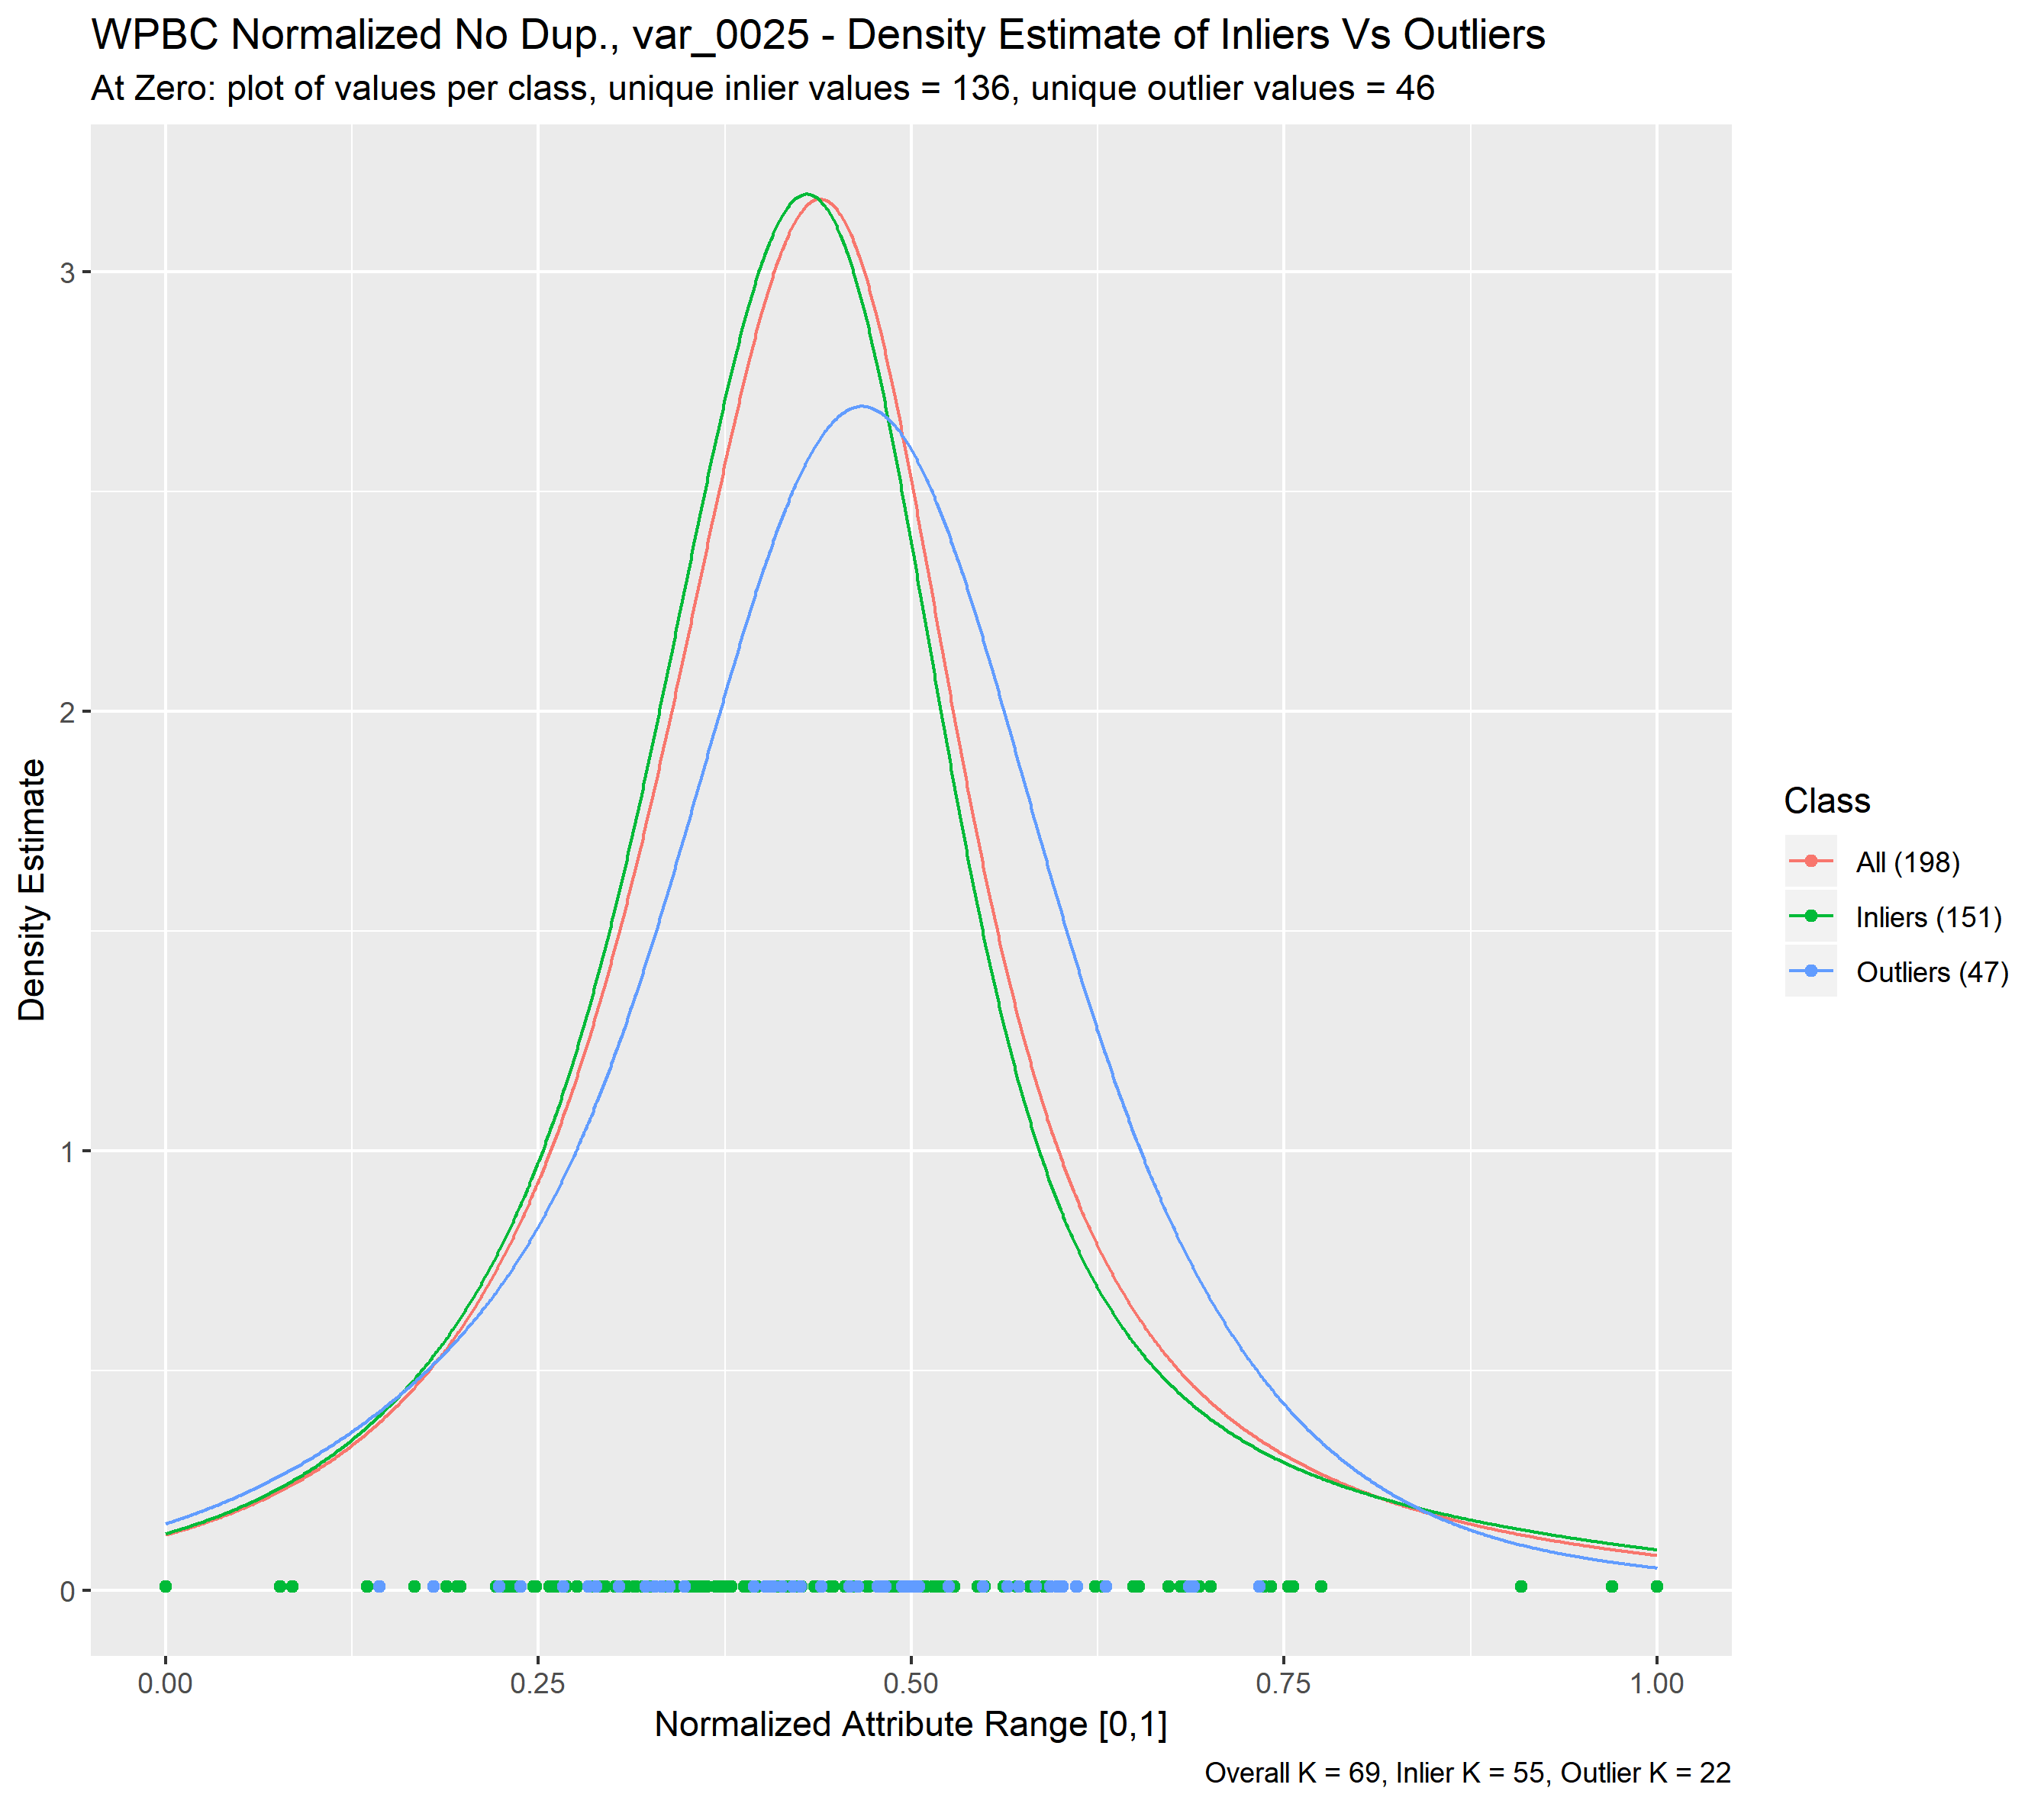 WPBC Normalized No Dup., var_0025 - Density Estimate of Inliers Vs Outliers
At Zero: plot of values per class, unique inlier values = 136, unique outlier values = 46
3
2
1
0
Density Estimate
0.00
0.25
0.50
0.75
1.00
Normalized Attribute Range [0,1]
Class
All (198)
Inliers (151)
Outliers (47)
Overall K = 69, Inlier K = 55, Outlier K = 22